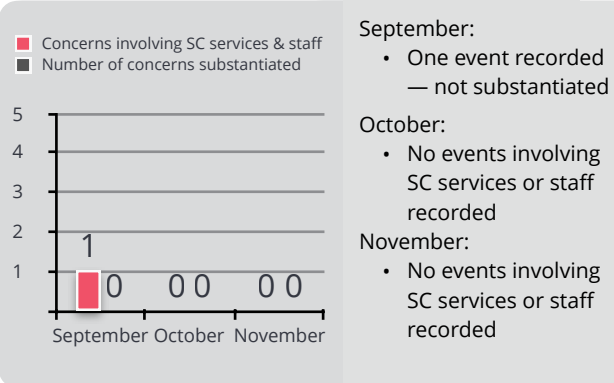 Concerns involving SC services & staff
Number of concerns substantiated
5
4
3
2
1
1
0
0 0
0 0
September October November
September:
• One event recorded
— not substantiated
October:
• No events involving
SC services or staff
recorded
November:
• No events involving
SC services or staff
recorded